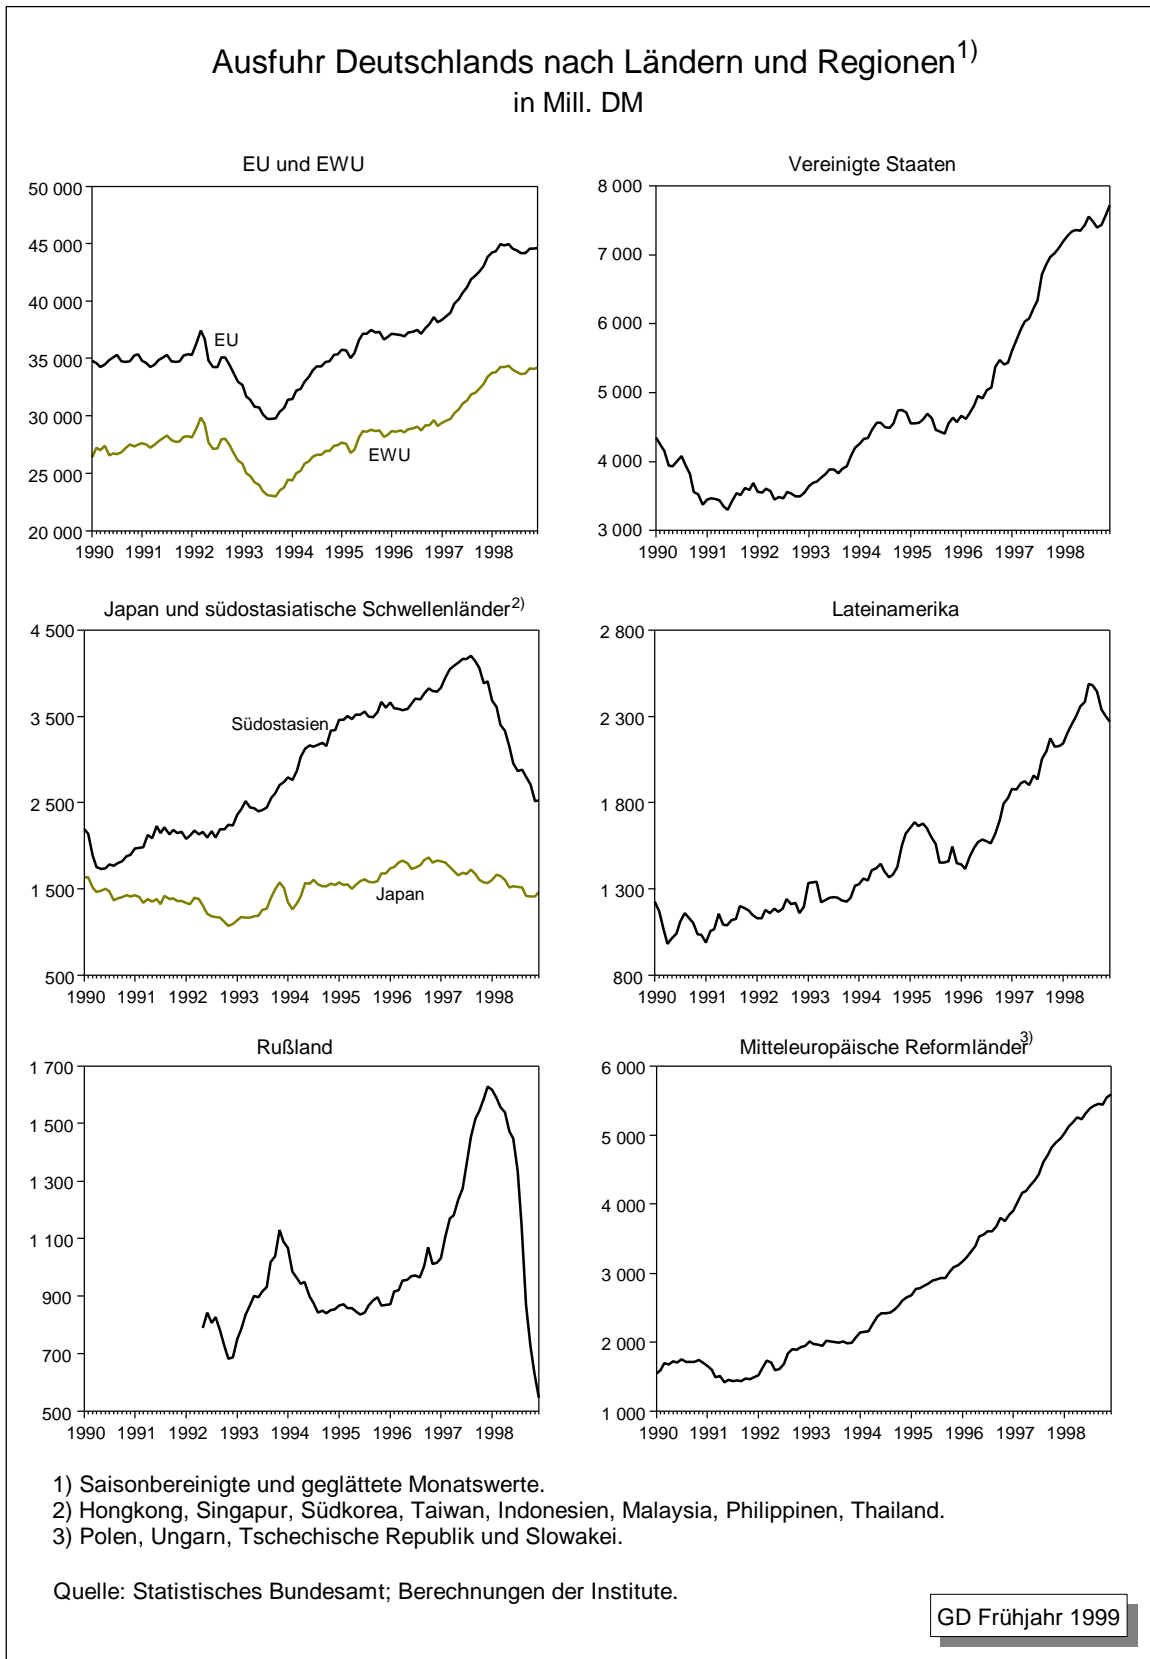 Ausfuhr Deutschlands nach Ländern und Regionen1)
in Mill. DM
EU und EWU
50 000
45 000
40 000
35 000
30 000
25 000
20 000
EU
EWU
1990 1991 1992 1993 1994 1995 1996 1997 1998
Vereinigte Staaten
8 000
7 000
6 000
5 000
4 000
3 000
1990 1991 1992 1993 1994 1995 1996 1997 1998
Japan und südostasiatische Schwellenländer2)
4 500
3 500
2 500
1 500
500
Südostasien
Japan
1990 1991 1992 1993 1994 1995 1996 1997 1998
Lateinamerika
2 800
2 300
1 800
1 300
800
1990 1991 1992 1993 1994 1995 1996 1997 1998
Rußland
1 700
1 500
1 300
1 100
900
700
500
1990 1991 1992 1993 1994 1995 1996 1997 1998
Mitteleuropäische Reformländer3)
6 000
5 000
4 000
3 000
2 000
1 000
1990 1991 1992 1993 1994 1995 1996 1997 1998
1) Saisonbereinigte und geglättete Monatswerte.
2) Hongkong, Singapur, Südkorea, Taiwan, Indonesien, Malaysia, Philippinen, Thailand.
3) Polen, Ungarn, Tschechische Republik und Slowakei.
Quelle: Statistisches Bundesamt; Berechnungen der Institute.
GD Frühjahr 1999